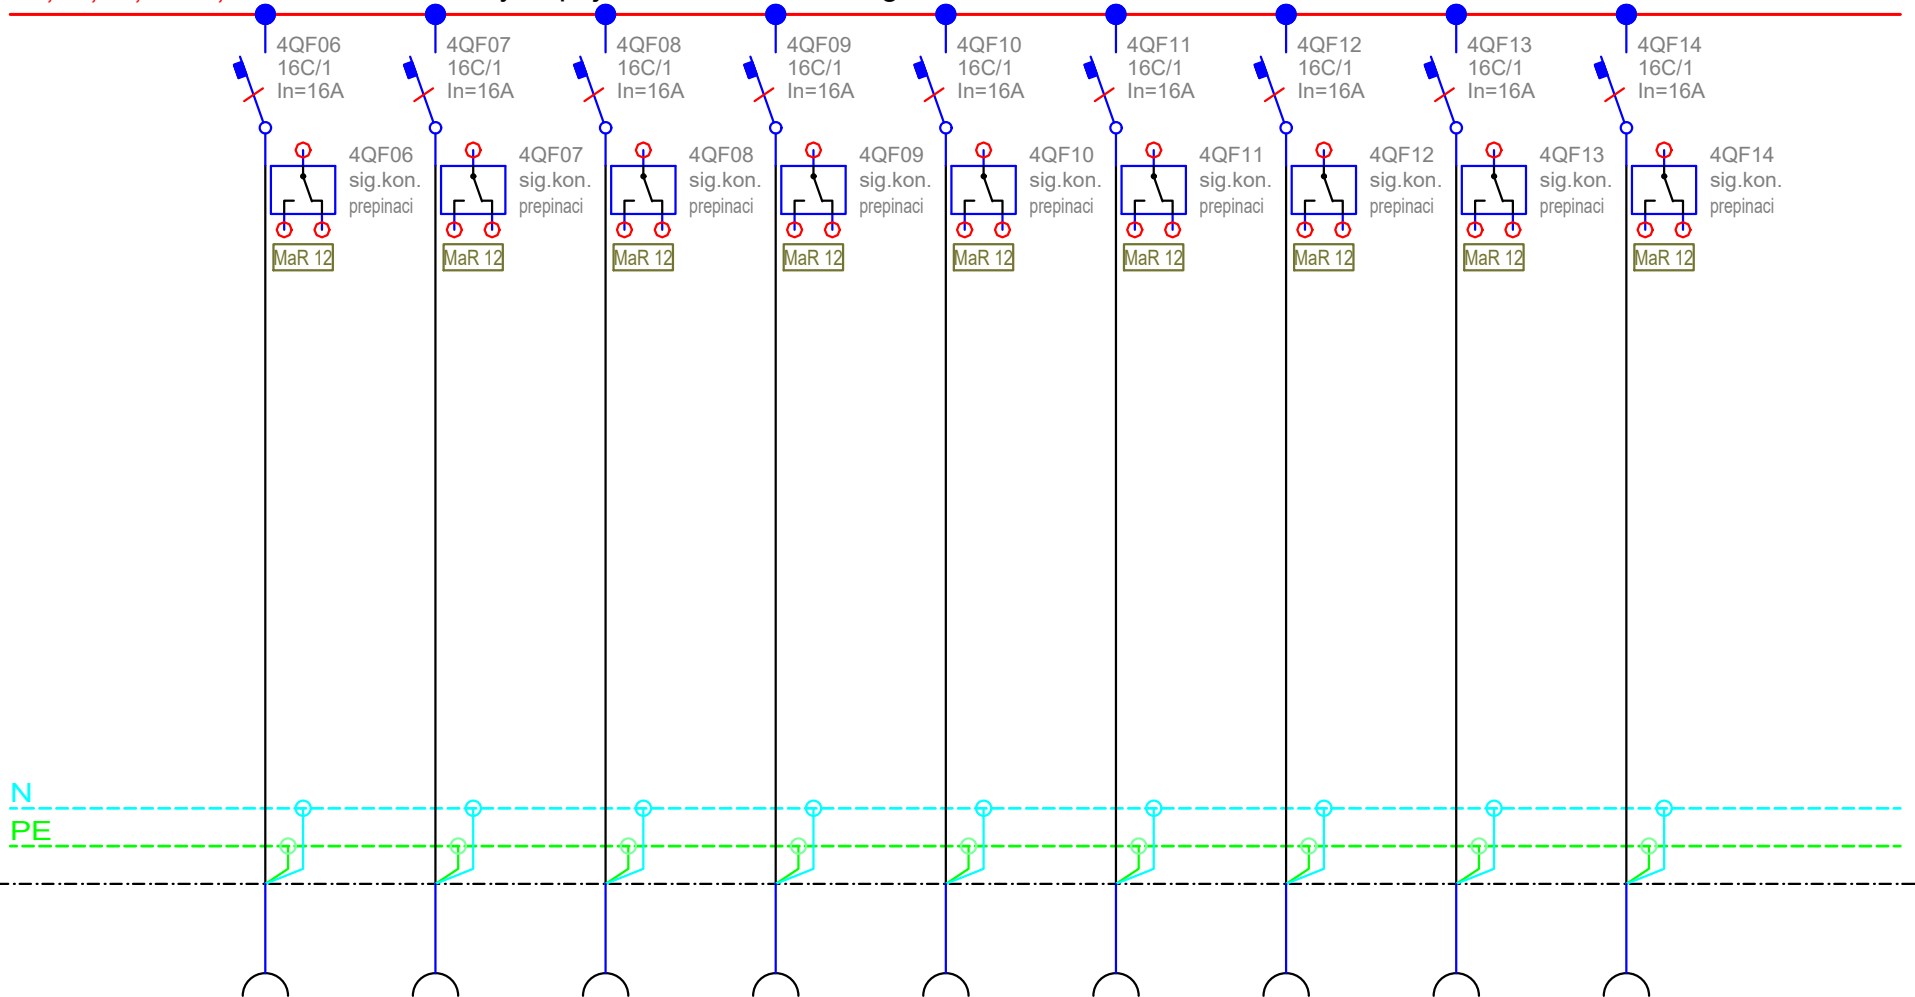 4QF06
16C/1
In=16A
4QF07
16C/1
In=16A
4QF08
16C/1
In=16A
4QF09
16C/1
In=16A
4QF10
16C/1
In=16A
4QF11
16C/1
In=16A
4QF12
16C/1
In=16A
4QF13
16C/1
In=16A
4QF14
16C/1
In=16A
4QF06
sig.kon.
prepinaci
MaR 12
4QF07
sig.kon.
prepinaci
MaR 12
4QF08
sig.kon.
prepinaci
MaR 12
4QF09
sig.kon.
prepinaci
MaR 12
4QF10
sig.kon.
prepinaci
MaR 12
4QF11
sig.kon.
prepinaci
MaR 12
4QF12
sig.kon.
prepinaci
MaR 12
4QF13
sig.kon.
prepinaci
MaR 12
4QF14
sig.kon.
prepinaci
MaR 12
N
PE